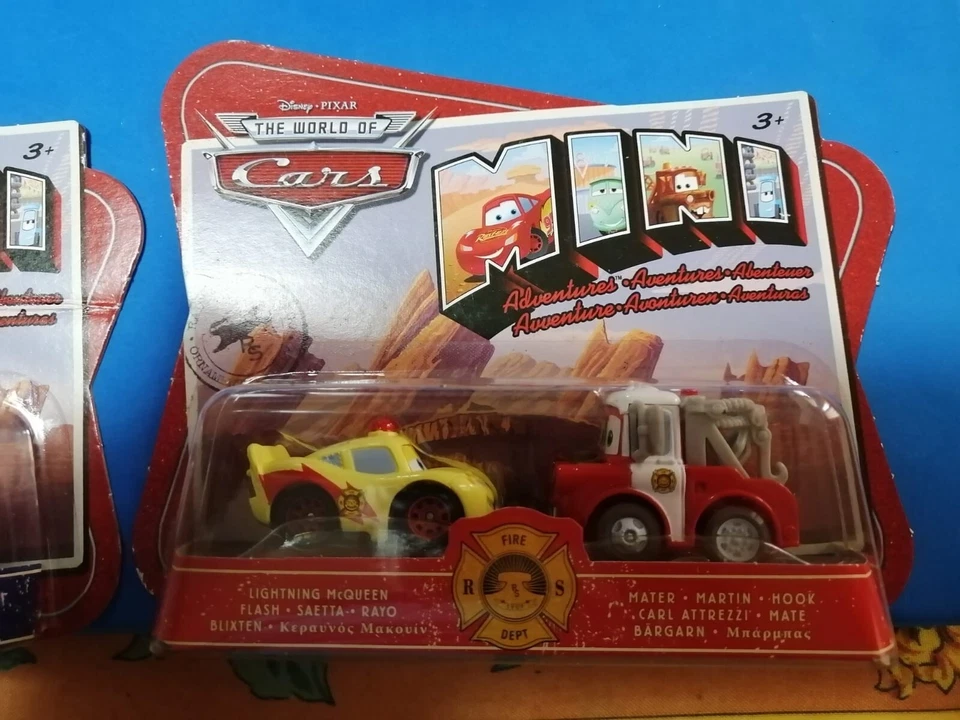 3+
Disney • PIXAR
THE WORLD OF
Cars
3+
MINI
Adventures™ • Aventures • Abenteuer
Avventure • Avonturen • Aventuras
LIGHTNING McQUEEN
FLASH • SAETTA • RAYO
BLIXTEN • Κεραυνός Μακουίν
FIRE
R S
DEPT
MATER • MARTIN • HOOK
CARL ATTREZZI • MATE
BÄRGARN • Μπάρμπας